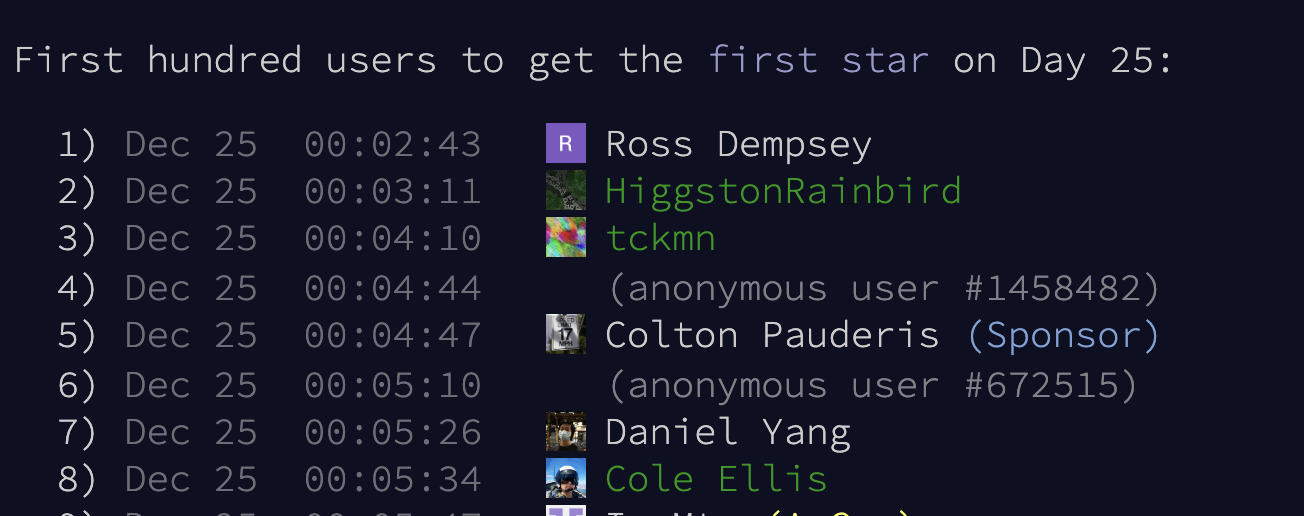 First hundred users to get the first star on Day 25:
1) Dec 25 00:02:43 R Ross Dempsey
2) Dec 25 00:03:11 HiggstonRainbird
3) Dec 25 00:04:10 tckmn
4) Dec 25 00:04:44 (anonymous user #1458482)
5) Dec 25 00:04:47 17 MPH Colton Pauderis (Sponsor)
6) Dec 25 00:05:10 (anonymous user #672515)
7) Dec 25 00:05:26 Daniel Yang
8) Dec 25 00:05:34 Cole Ellis